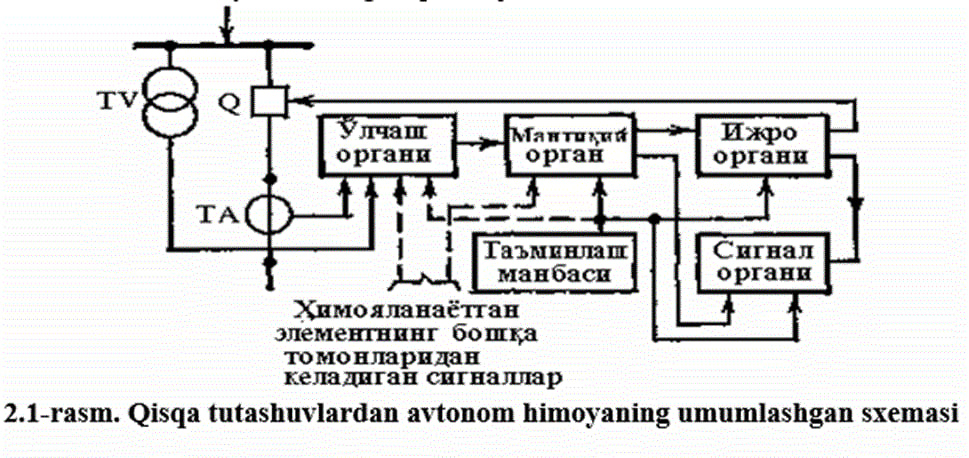 TV
Q
Ўлчаш
органи
Мантиқий
орган
Ижро
органи
TA
Таъминлаш
манбаси
Сигнал
органи
Ҳимояланаётган
элементнинг бошқа
томонларидан
келадиган сигналлар
2.1-rasm. Qisqa tutashuvlardan avtonom himoyaning umumlashgan sxemasi